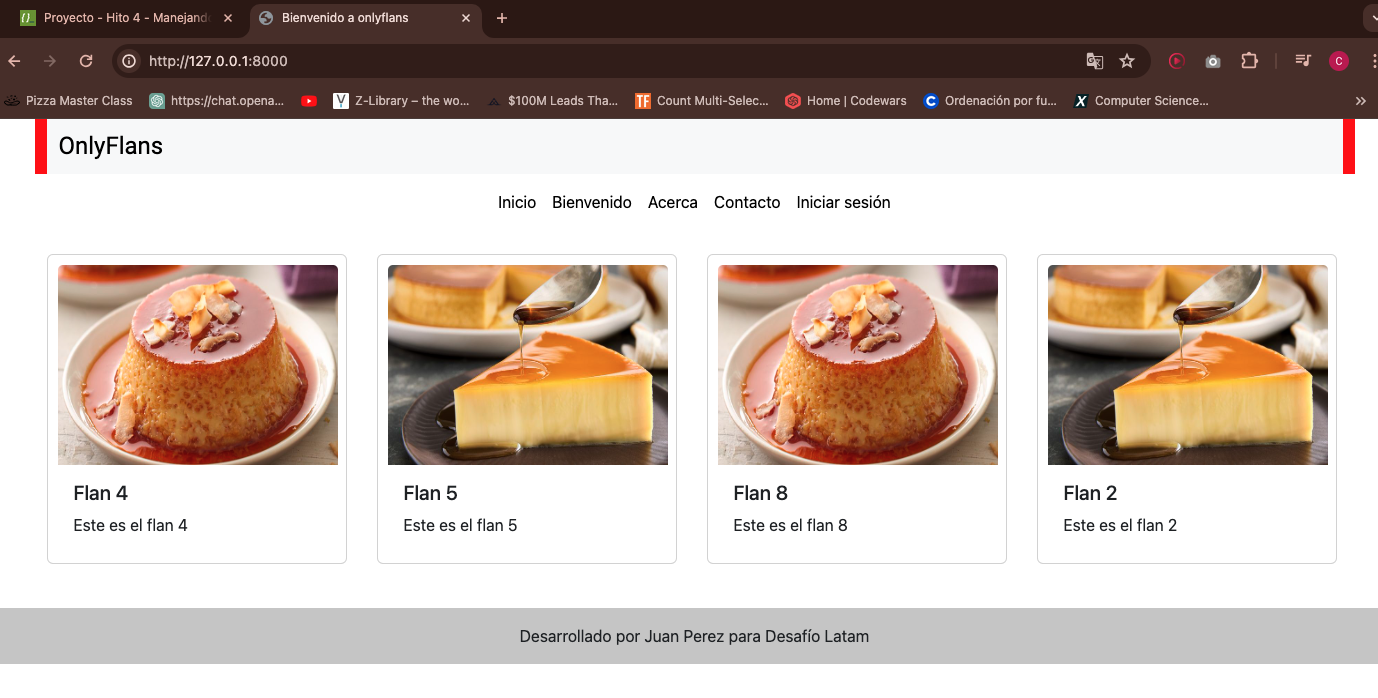 Proyecto - Hito 4 - Manejand
Bienvenido a onlyflans
http://127.0.0.1:8000
C
Pizza Master Class
https://chat.opena...
Z-Library – the wo...
$100M Leads Tha...
TF
Count Multi-Selec...
Home | Codewars
Ordenación por fu...
Computer Science...
OnlyFlans
Inicio Bienvenido Acerca Contacto Iniciar sesión
Flan 4
Este es el flan 4
Flan 5
Este es el flan 5
Flan 8
Este es el flan 8
Flan 2
Este es el flan 2
Desarrollado por Juan Perez para Desafío Latam